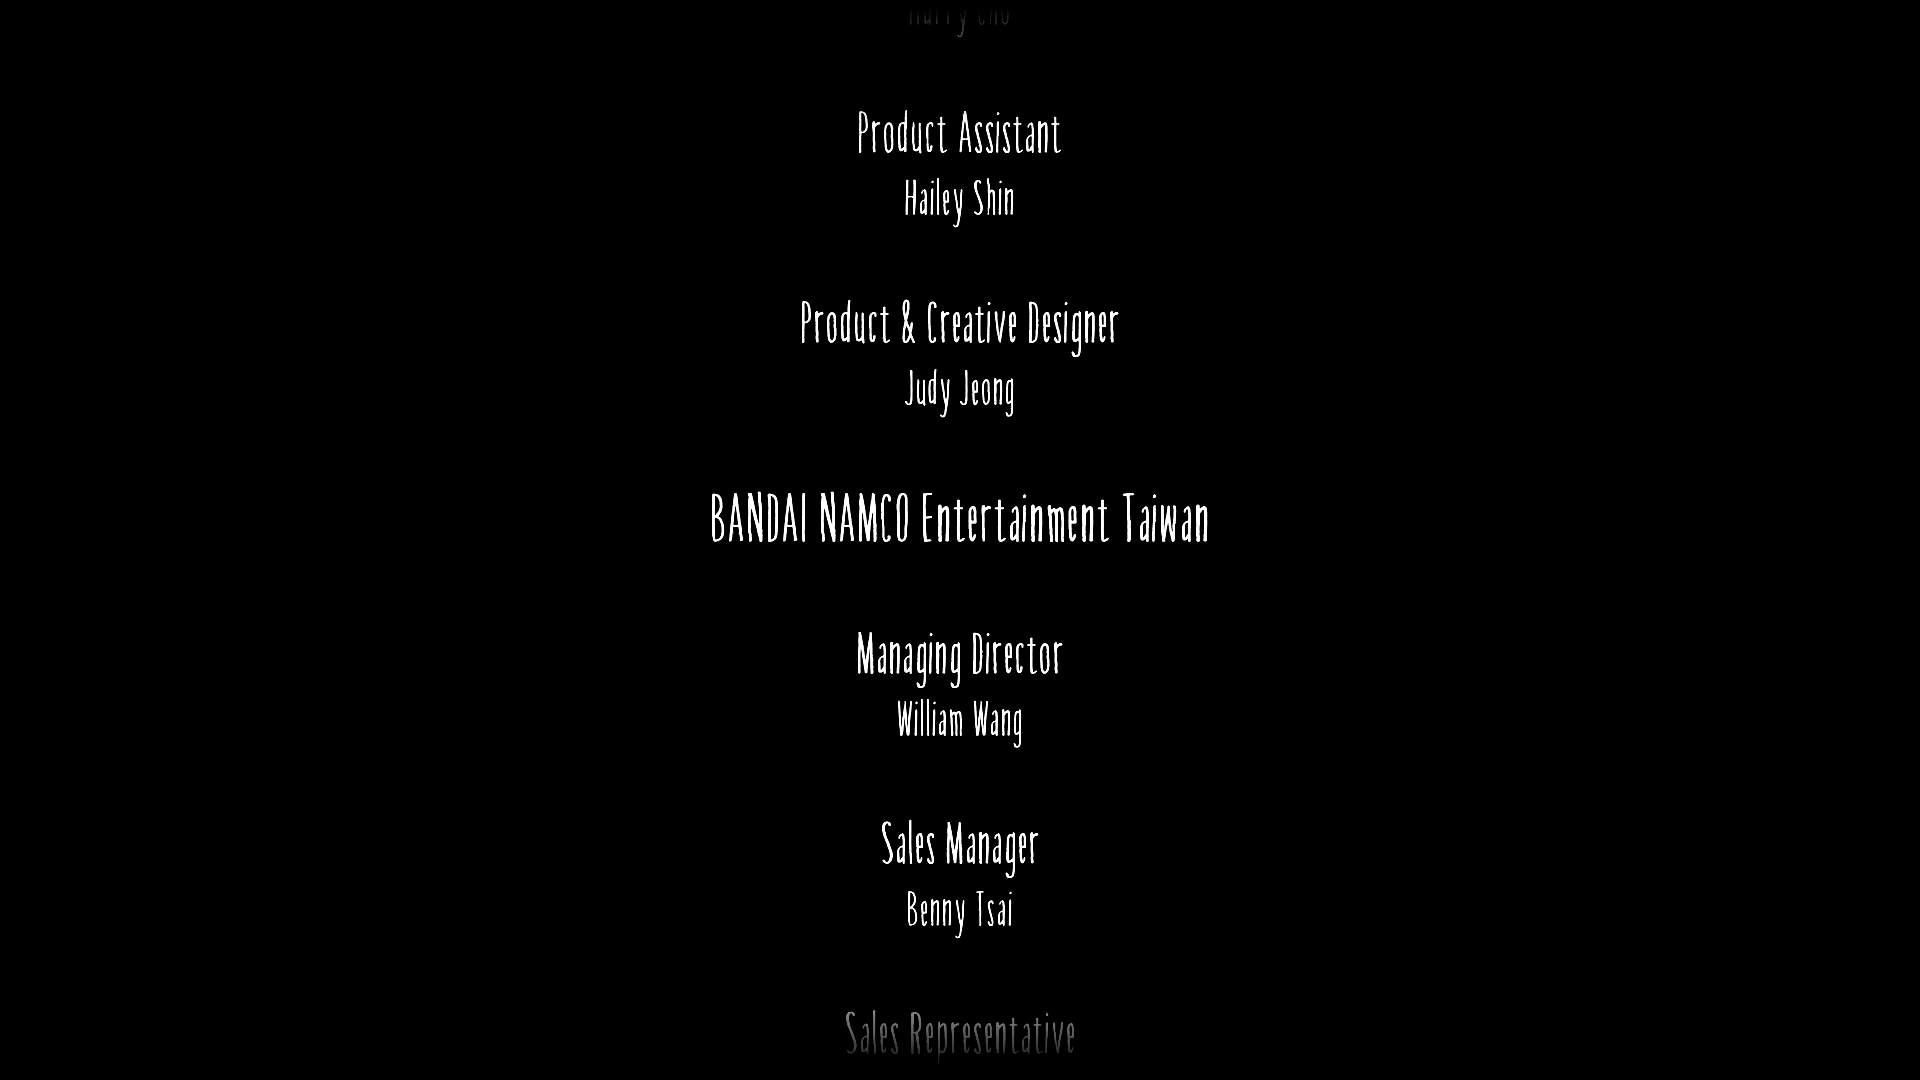 Product Assistant
Hailey Shin
Product & Creative Designer
Judy Jeong
BANDAI NAMCO Entertainment Taiwan
Managing Director
William Wang
Sales Manager
Benny Tsai
Sales Representative